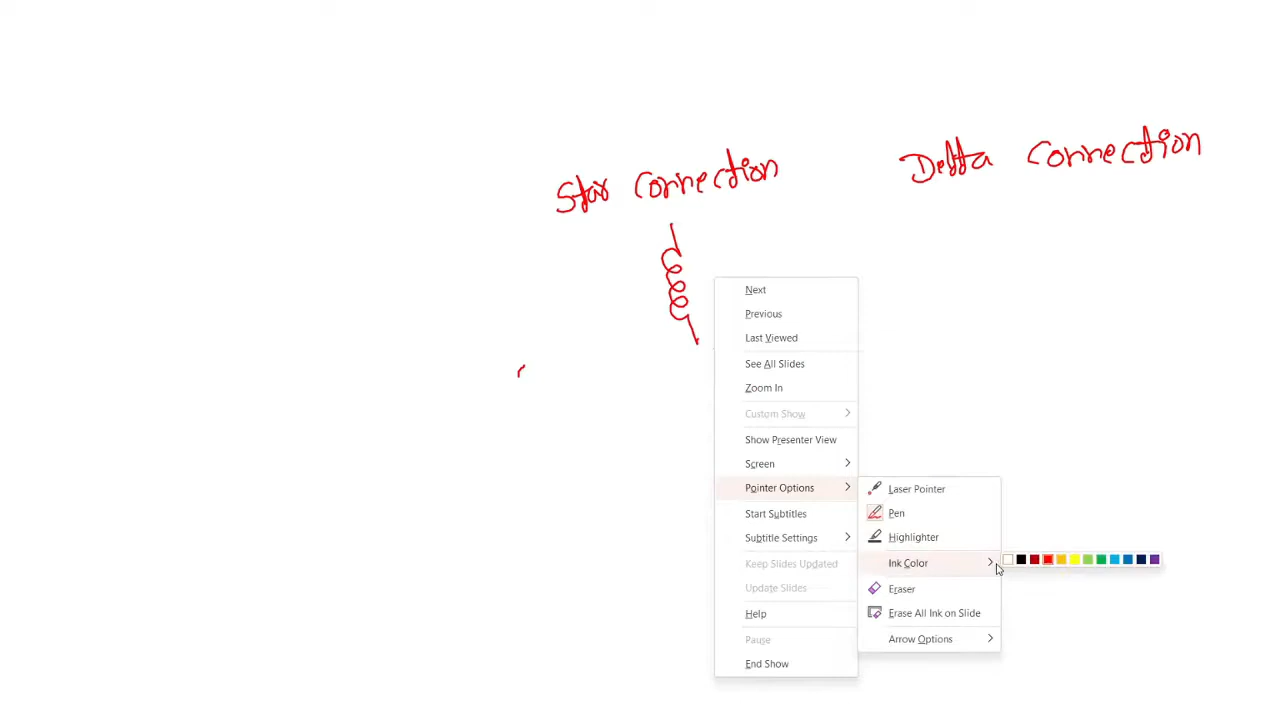 Star Connection
Delta Connection
Next
Previous
Last Viewed
See All Slides
Zoom In
Custom Show
Show Presenter View
Screen
Pointer Options
Start Subtitles
Subtitle Settings
Keep Slides Updated
Update Slides
Help
Pause
End Show
Laser Pointer
Pen
Highlighter
Ink Color
Eraser
Erase All Ink on Slide
Arrow Options